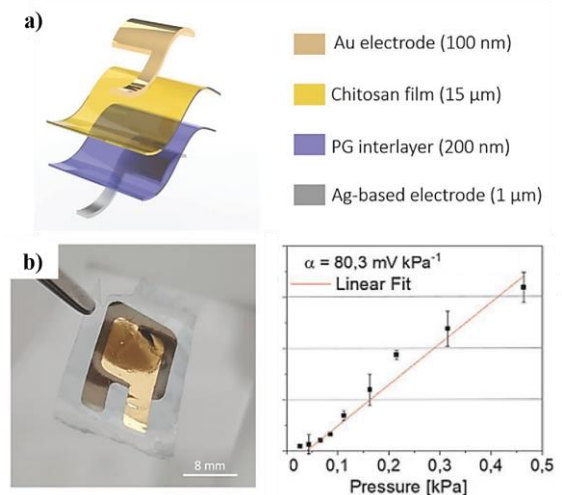 a)
Au electrode (100 nm)
Chitosan film (15 µm)
PG interlayer (200 nm)
Ag-based electrode (1 µm)
b)
8 mm
α = 80,3 mV kPa⁻¹
Linear Fit
0 0,1 0,2 0,3 0,4 0,5
Pressure [kPa]